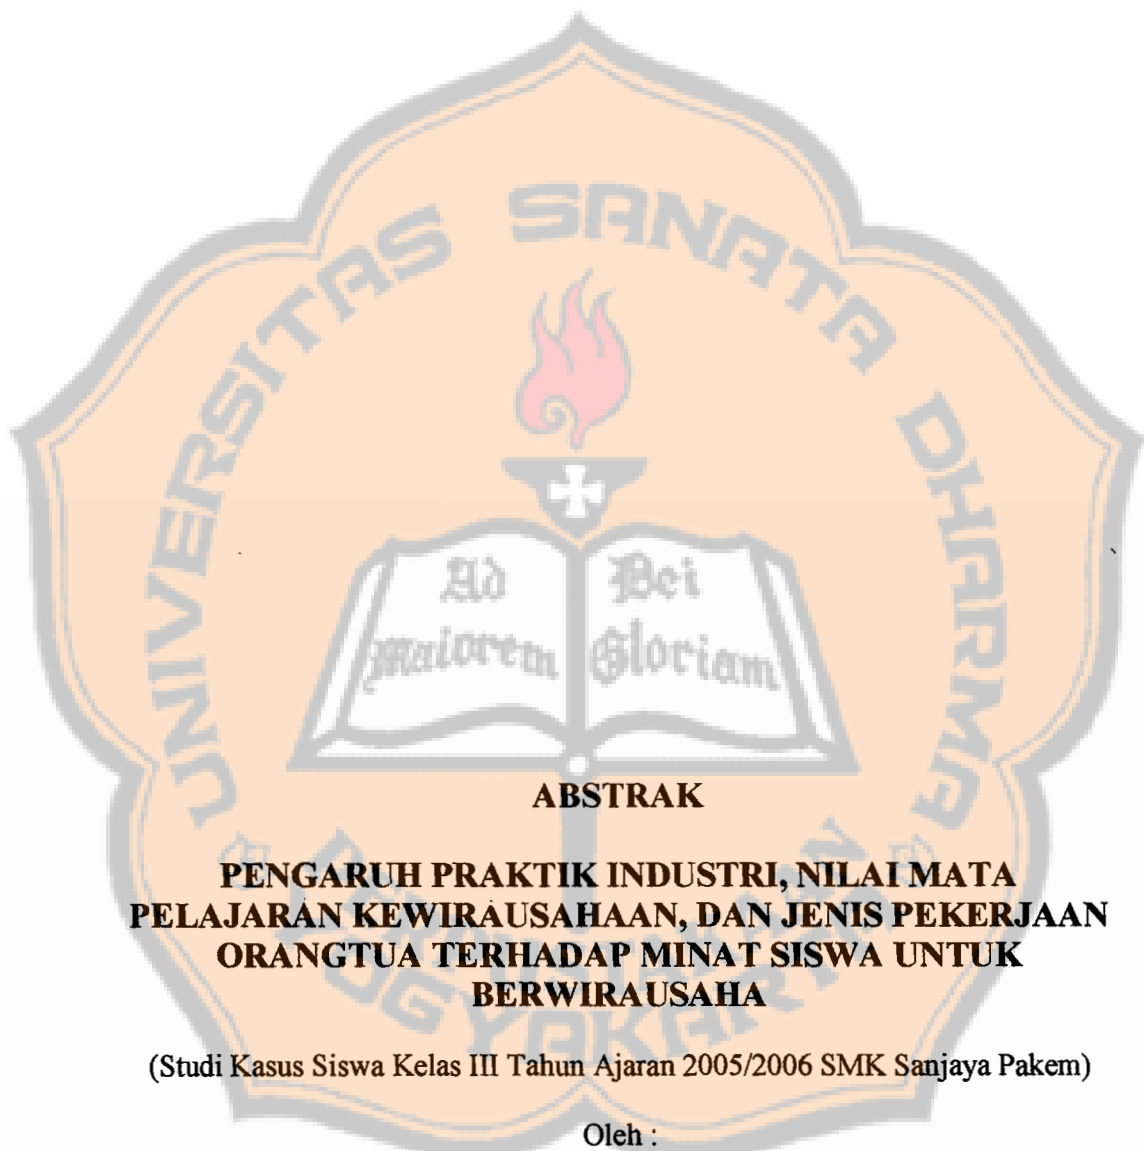 UNIVERSITAS SANATA DHARMA
Ad Dei
Maiorem Gloriam
PERPUSTAKAAN
YOGYAKARTA
ABSTRAK
PENGARUH PRAKTIK INDUSTRI, NILAI MATA
PELAJARAN KEWIRAUSAHAAN, DAN JENIS PEKERJAAN
ORANGTUA TERHADAP MINAT SISWA UNTUK
BERWIRAUSAHA
(Studi Kasus Siswa Kelas III Tahun Ajaran 2005/2006 SMK Sanjaya Pakem)
Oleh :